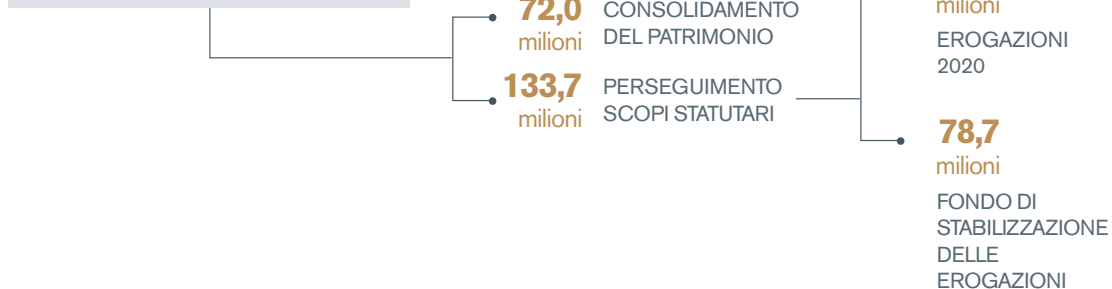 72,0
milioni
CONSOLIDAMENTO
DEL PATRIMONIO
133,7
milioni
PERSEGUIMENTO
SCOPI STATUTARI
milioni
EROGAZIONI
2020
78,7
milioni
FONDO DI
STABILIZZAZIONE
DELLE
EROGAZIONI